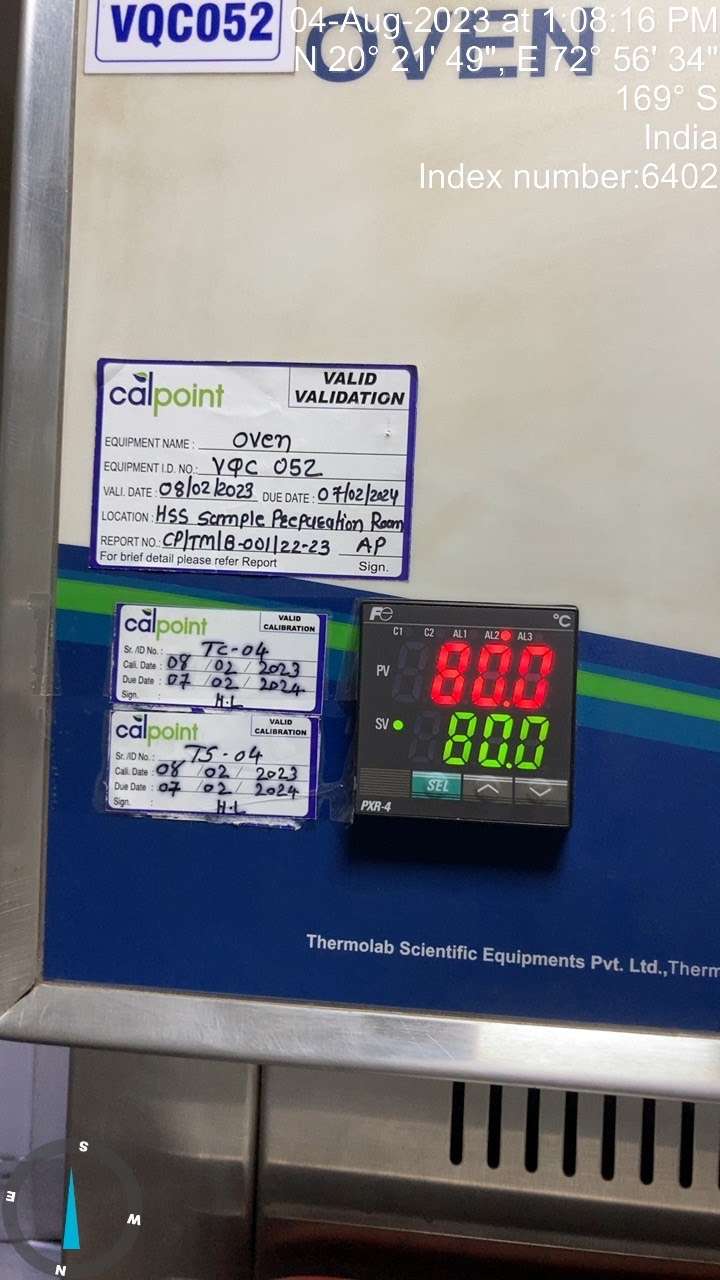 VQC052
04-Aug-2023 at 1:08:16 PM
OVEN
N 20° 21' 49", E 72° 56' 34"
169° S
India
Index number:6402
calpoint
VALID
VALIDATION
EQUIPMENT NAME : oven
EQUIPMENT I.D. NO.: VQC 052
VALI. DATE : 08/02/2023 DUE DATE : 07/02/2024
LOCATION : HSS Sample Preparation Room
REPORT NO.: CP/TM/B-001/22-23 AP
For brief detail please refer Report Sign.
calpoint
VALID
CALIBRATION
Sr. /ID No. : TC-04
Cali. Date : 08 / 02 / 2023
Due Date : 07 / 02 / 2024
Sign. : H.L
calpoint
VALID
CALIBRATION
Sr. /ID No. : TS-04
Cali. Date : 08 / 02 / 2023
Due Date : 07 / 02 / 2024
Sign. : H.L
Fe °C
C1 C2 AL1 AL2 AL3
PV 80.0
SV 80.0
SEL
PXR-4
Thermolab Scientific Equipments Pvt. Ltd.,Therm
S
E
W
N